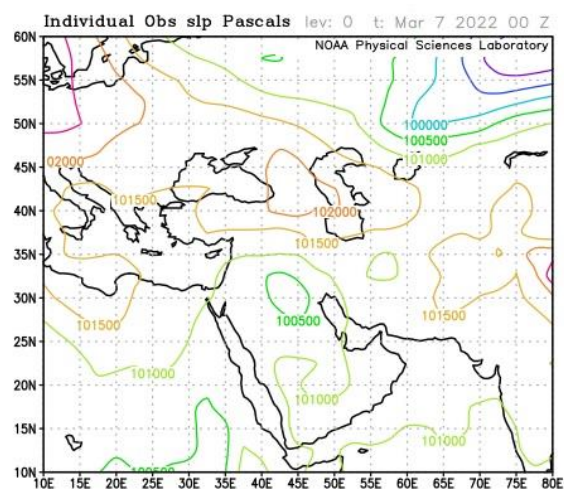 Individual Obs slp Pascals lev: 0 t: Mar 7 2022 00 Z
NOAA Physical Sciences Laboratory
60N
55N
50N
100000
100500
101000
45N
02000
101500
40N
102000
101500
35N
30N
100500
101500
101500
25N
101000
20N
101000
15N
101000
10N
10E 15E 20E 25E 30E 35E 40E 45E 50E 55E 60E 65E 70E 75E 80E